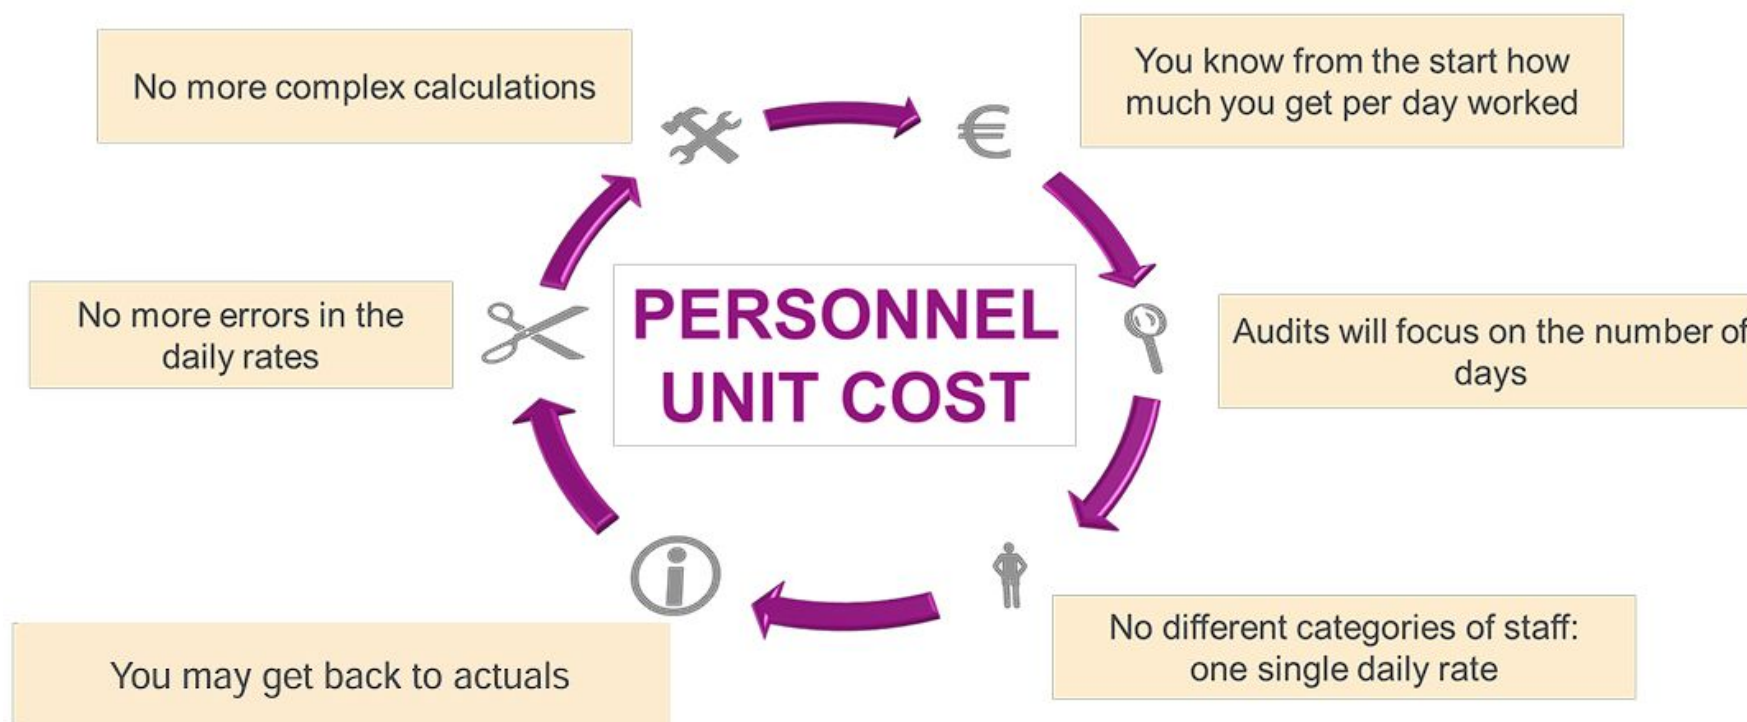 No more complex calculations
You know from the start how
much you get per day worked
PERSONNEL
UNIT COST
No more errors in the
daily rates
Audits will focus on the number of
days
You may get back to actuals
No different categories of staff:
one single daily rate